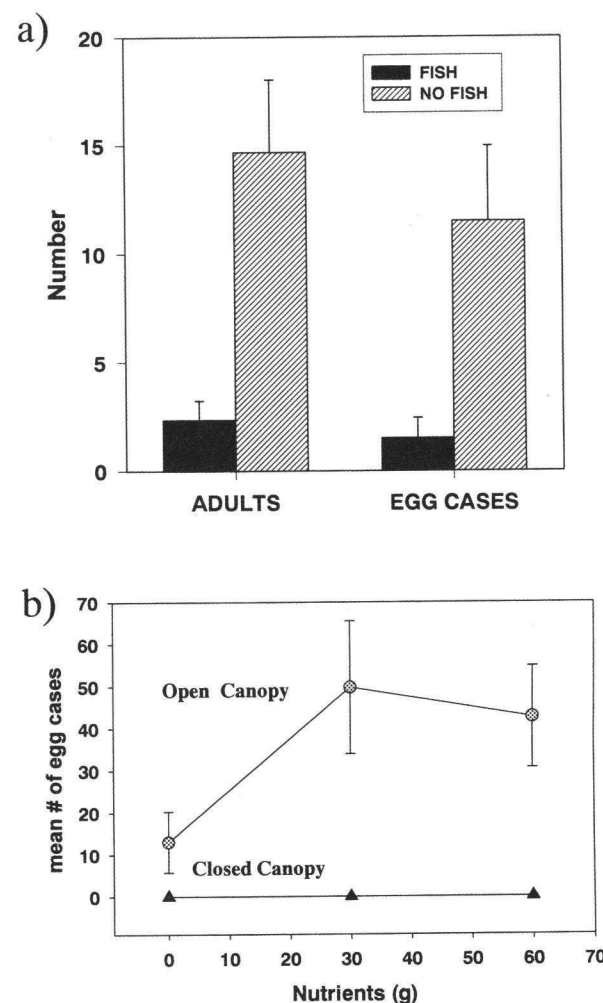 a)
20
15
10
5
0
Number
FISH
NO FISH
ADULTS
EGG CASES
b)
70
60
50
40
30
20
10
0
mean # of egg cases
Open Canopy
Closed Canopy
0 10 20 30 40 50 60 70
Nutrients (g)